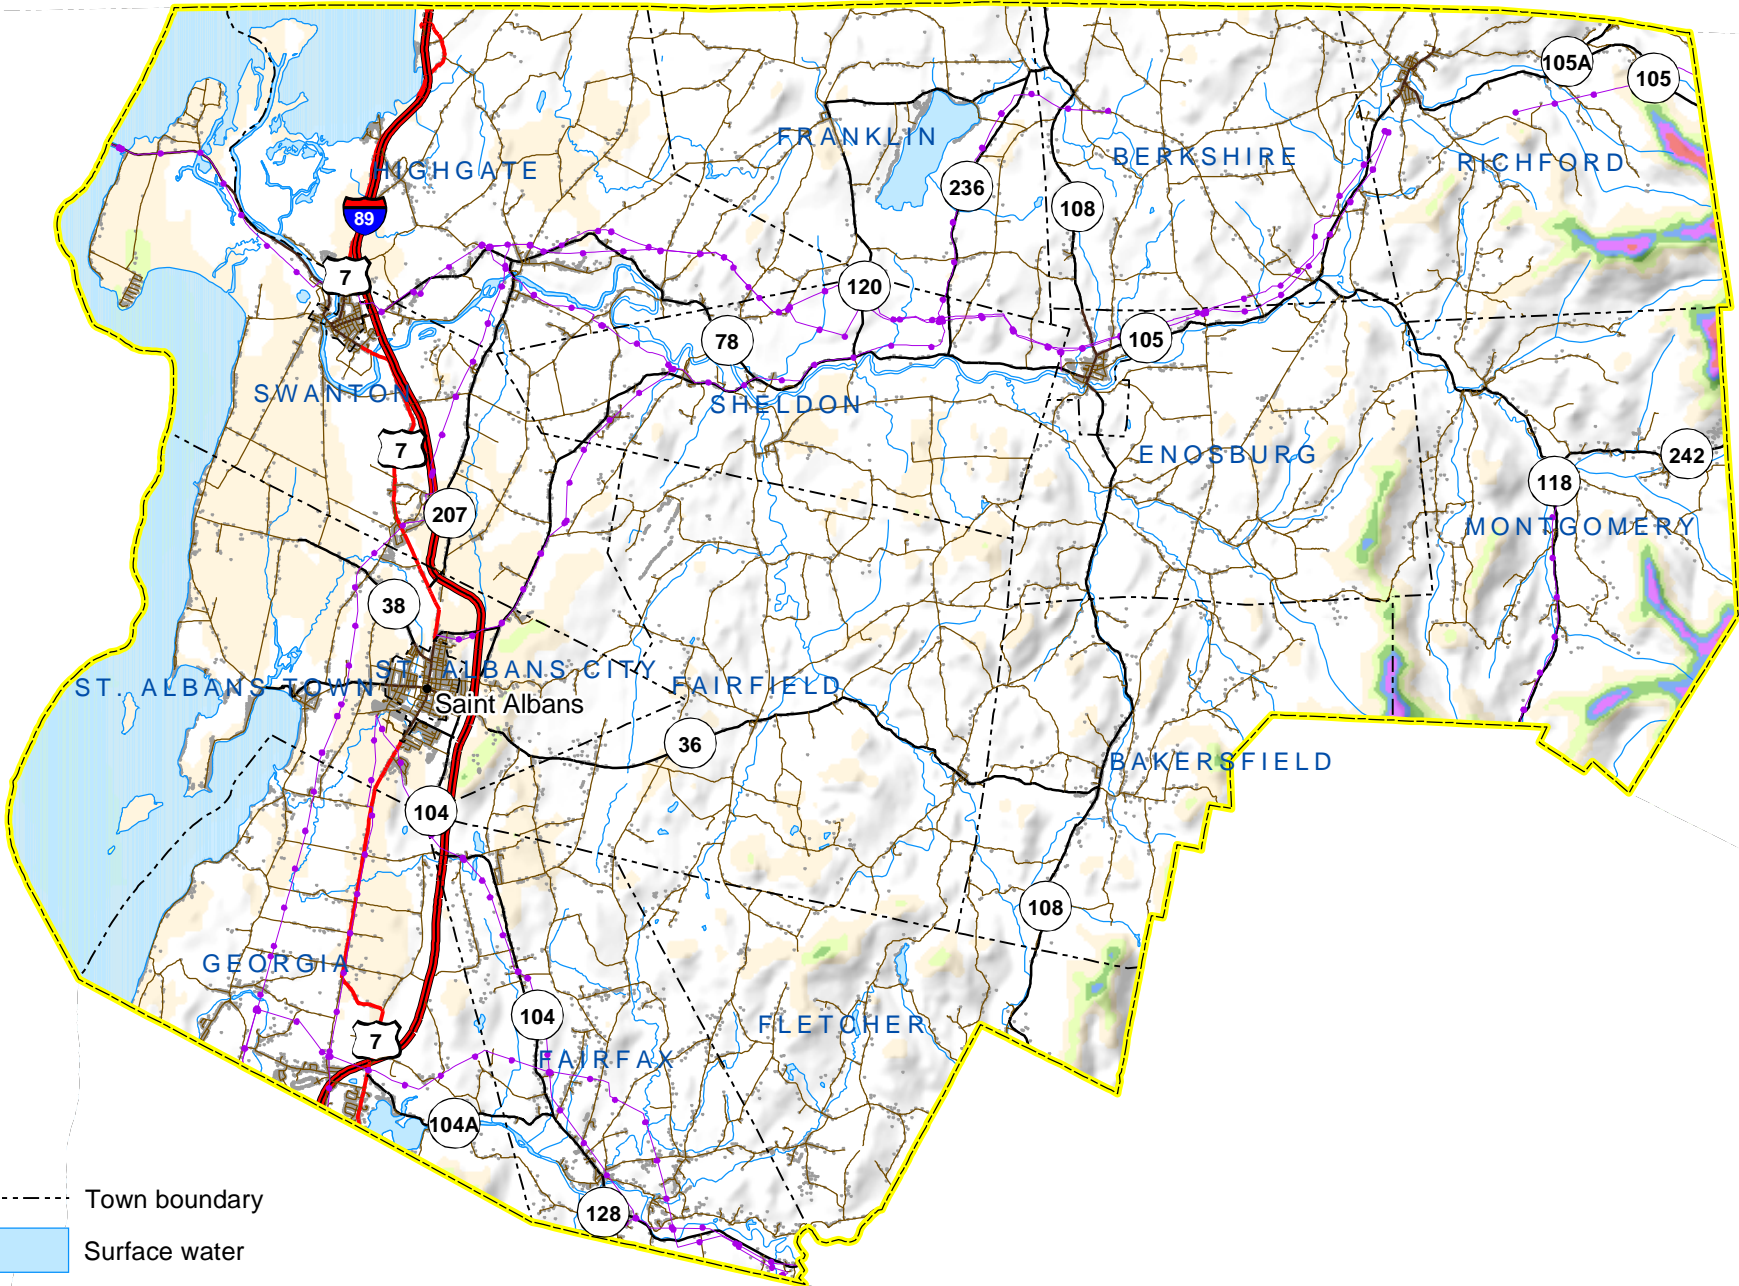 105A
105
FRANKLIN
BERKSHIRE
RICHFORD
HIGHGATE
236
108
89
7
120
78
105
SWANTON
SHELDON
7
ENOSBURG
242
118
207
MONTGOMERY
38
ST. ALBANS CITY
ST. ALBANS TOWN
FAIRFIELD
Saint Albans
36
BAKERSFIELD
104
108
GEORGIA
104
FLETCHER
7
FAIRFAX
104A
128
Town boundary
Surface water